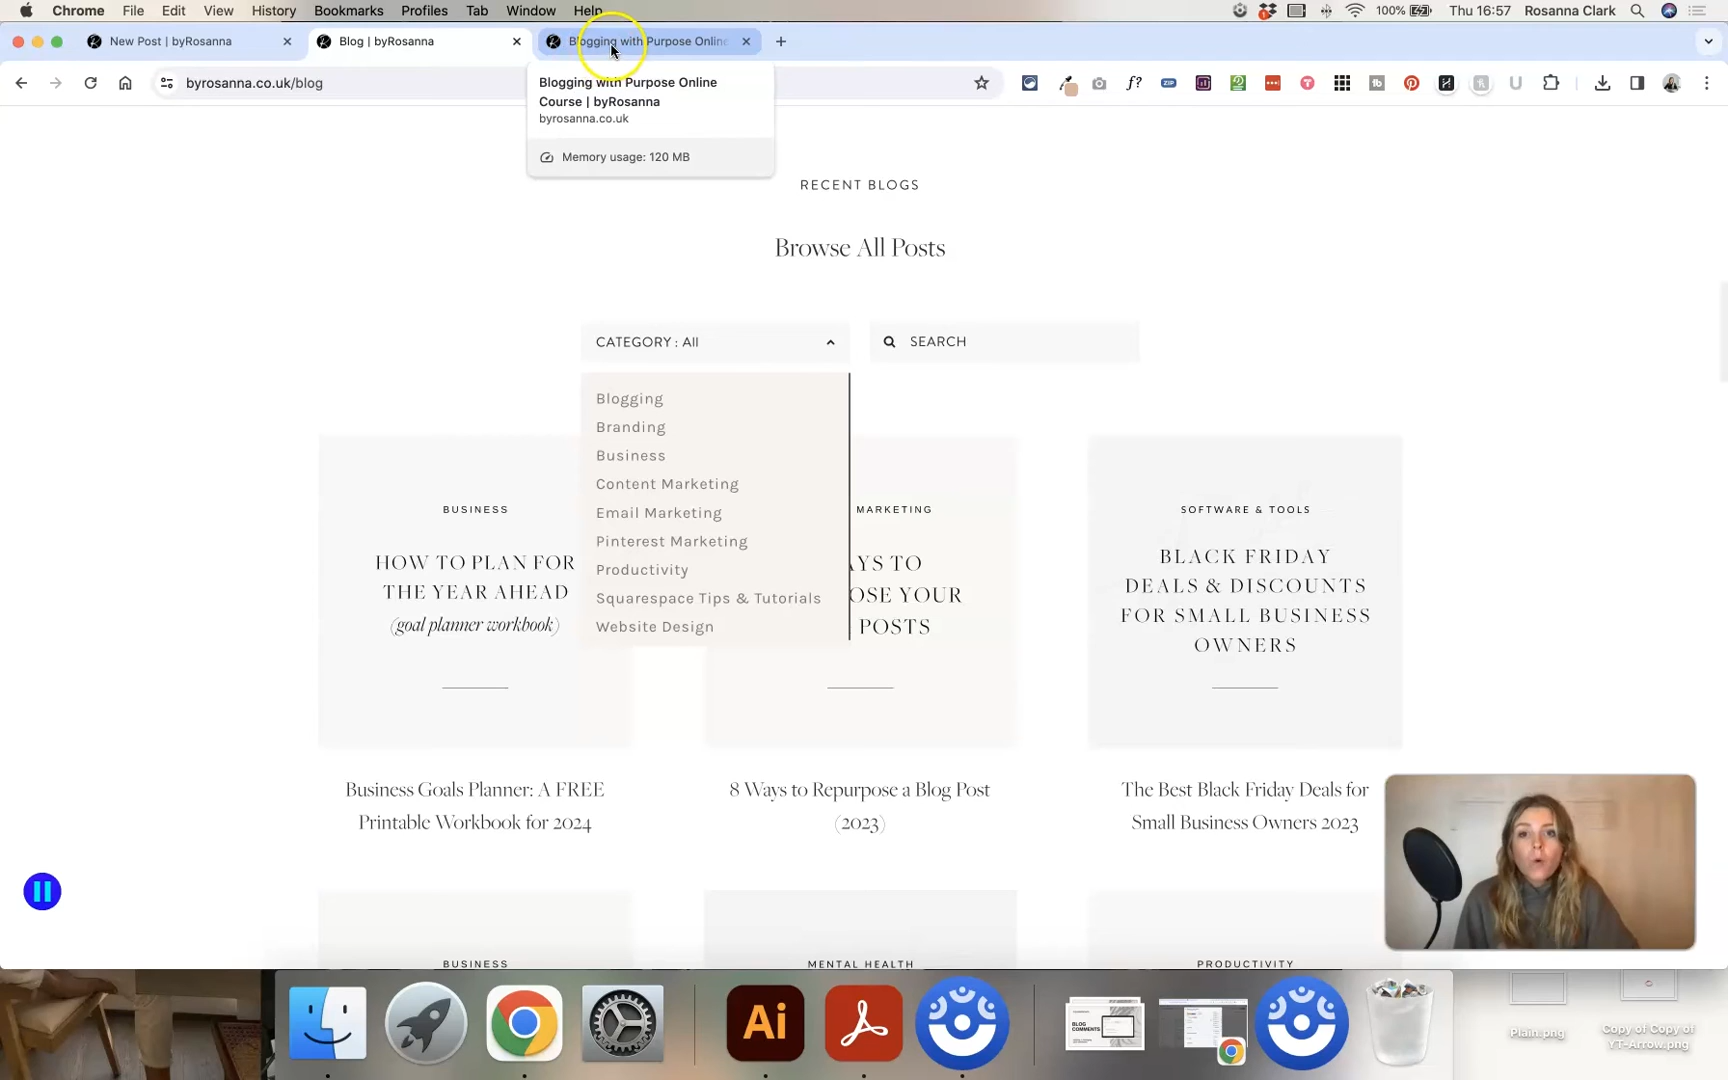 Chrome File Edit View History Bookmarks Profiles Tab Window Help 100% Thu 16:57 Rosanna Clark
New Post | byRosanna
Blog | byRosanna
Blogging with Purpose Online
byrosanna.co.uk/blog
Blogging with Purpose Online
Course | byRosanna
byrosanna.co.uk
Memory usage: 120 MB
RECENT BLOGS
Browse All Posts
CATEGORY : All
SEARCH
Blogging
Branding
Business
Content Marketing
Email Marketing
Pinterest Marketing
Productivity
Squarespace Tips & Tutorials
Website Design
BUSINESS
HOW TO PLAN FOR
THE YEAR AHEAD
(goal planner workbook)
MARKETING
AYS TO
OSE YOUR
POSTS
SOFTWARE & TOOLS
BLACK FRIDAY
DEALS & DISCOUNTS
FOR SMALL BUSINESS
OWNERS
Business Goals Planner: A FREE
Printable Workbook for 2024
8 Ways to Repurpose a Blog Post
(2023)
The Best Black Friday Deals for
Small Business Owners 2023
BUSINESS
MENTAL HEALTH
PRODUCTIVITY
Ai
BLOG
COMMENTS
Plain.png
Copy of Copy of
YT-Arrow.png